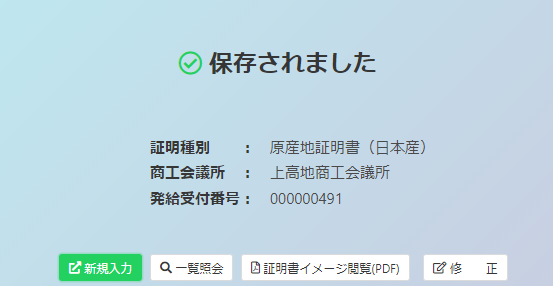 保存されました
証明種別 : 原産地証明書（日本産）
商工会議所 : 上高地商工会議所
発給受付番号 : 000000491
新規入力 一覧照会 証明書イメージ閲覧(PDF) 修　正